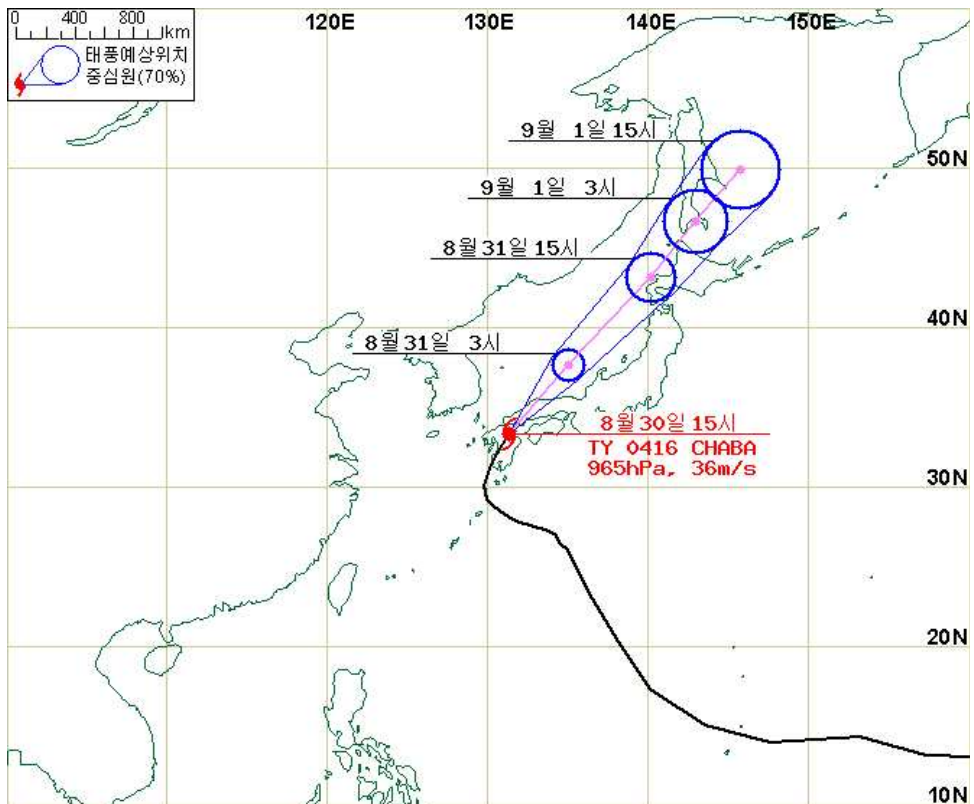 0 400 800
km
태풍예상위치
중심원(70%)
120E 130E 140E 150E
9월 1일 15시
50N
9월 1일 3시
8월 31일 15시
40N
8월 31일 3시
8월 30일 15시
TY 0416 CHABA
965hPa, 36m/s
30N
20N
10N